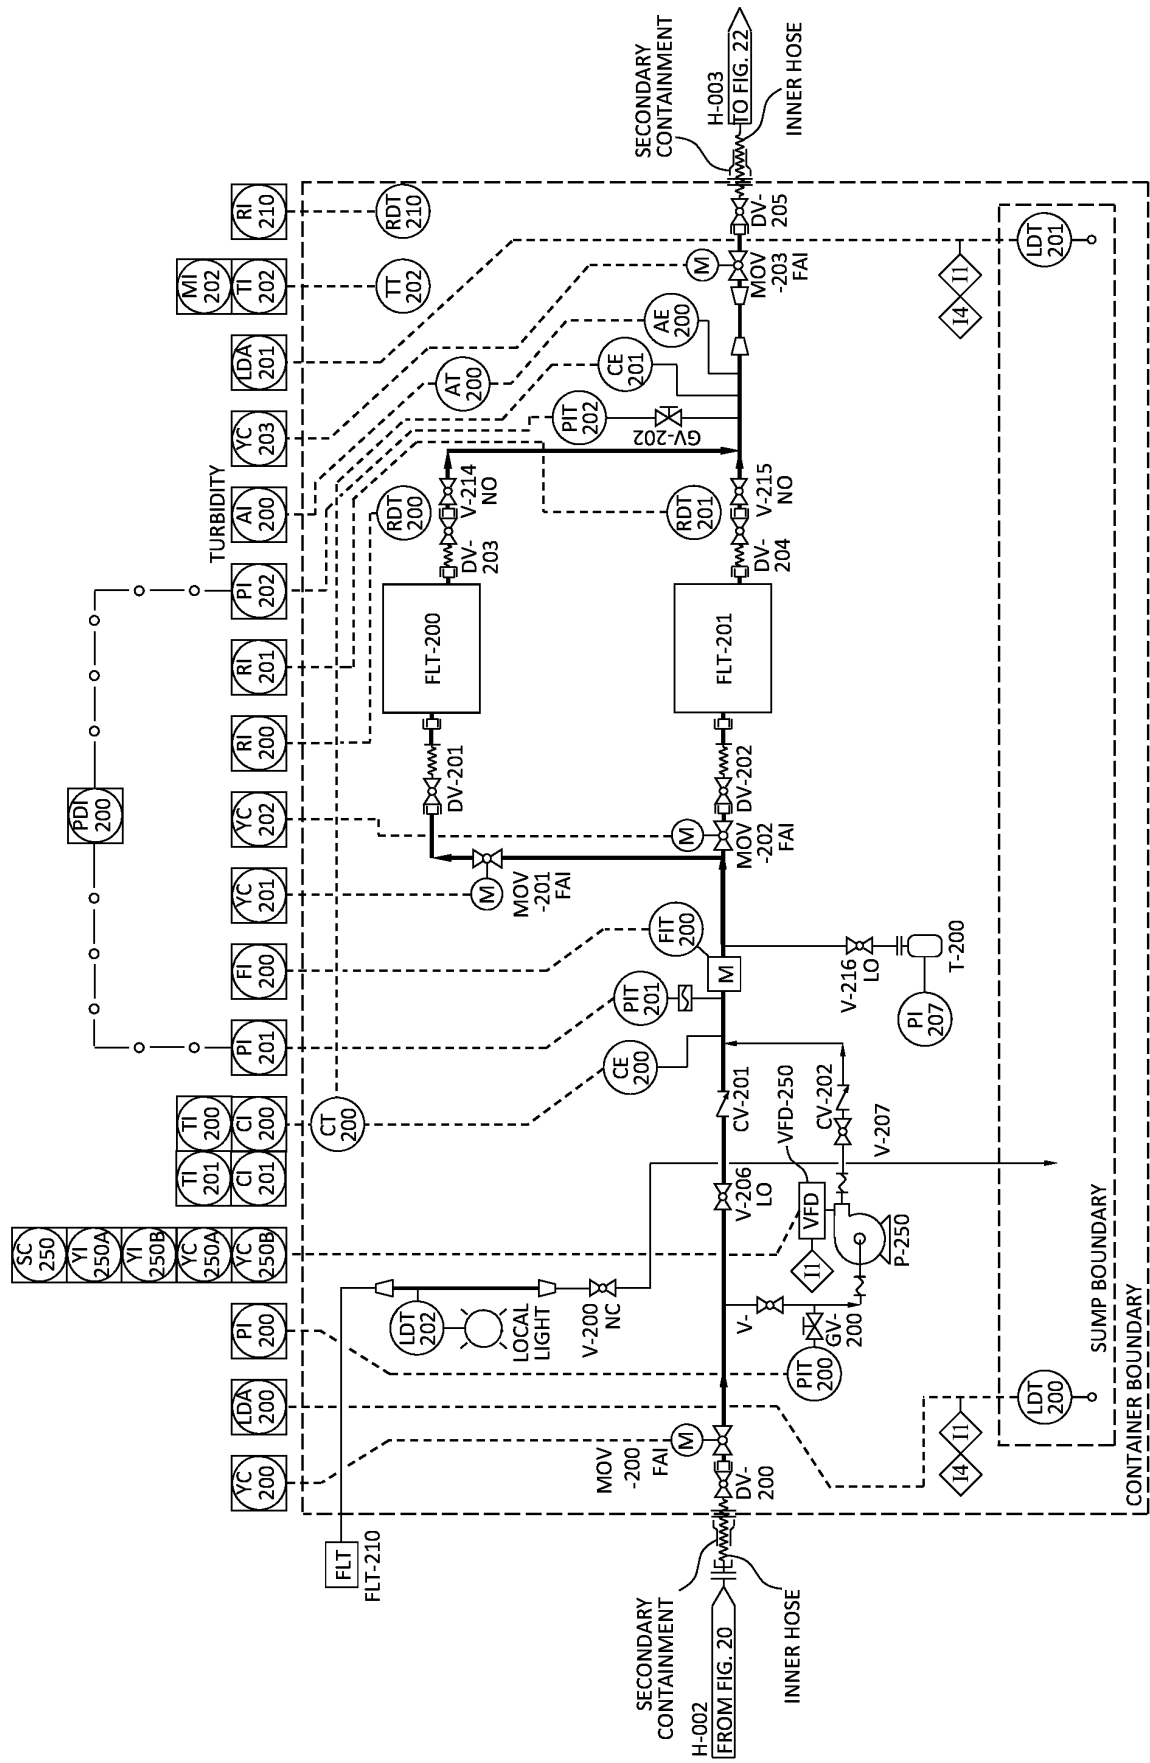 PDI
200
SC
250
YI
250A
YI
250B
YC
250A
YC
250B
TI
201
TI
200
CI
201
CI
200
MI
202
TURBIDITY
YC
200
LDA
200
PI
200
PI
201
FI
200
YC
201
YC
202
RI
200
RI
201
PI
202
AI
200
YC
203
LDA
201
TI
202
RI
210
FLT
FLT-210
CT
200
RDT
200
AT
200
TT
202
RDT
210
LDT
202
LOCAL
LIGHT
V-200
NC
M
MOV
-201
FAI
DV-201
FLT-200
DV-
203
V-214
NO
CE
200
PIT
201
FIT
200
M
RDT
201
PIT
202
GV-202
CE
201
AE
200
M
MOV
-203
FAI
DV-
205
SECONDARY
CONTAINMENT
H-003
TO FIG. 22
INNER HOSE
SECONDARY
CONTAINMENT
H-002
FROM FIG. 20
INNER HOSE
MOV
-200
FAI
M
DV-
200
V-206
LO
CV-201
M
MOV
-202
FAI
DV-202
FLT-201
DV-
204
V-215
NO
V-
PIT
200
GV-
200
VFD
VFD-250
I1
P-250
CV-202
V-207
V-216
LO
PI
207
T-200
I4
I1
LDT
200
I4
I1
LDT
201
SUMP BOUNDARY
CONTAINER BOUNDARY